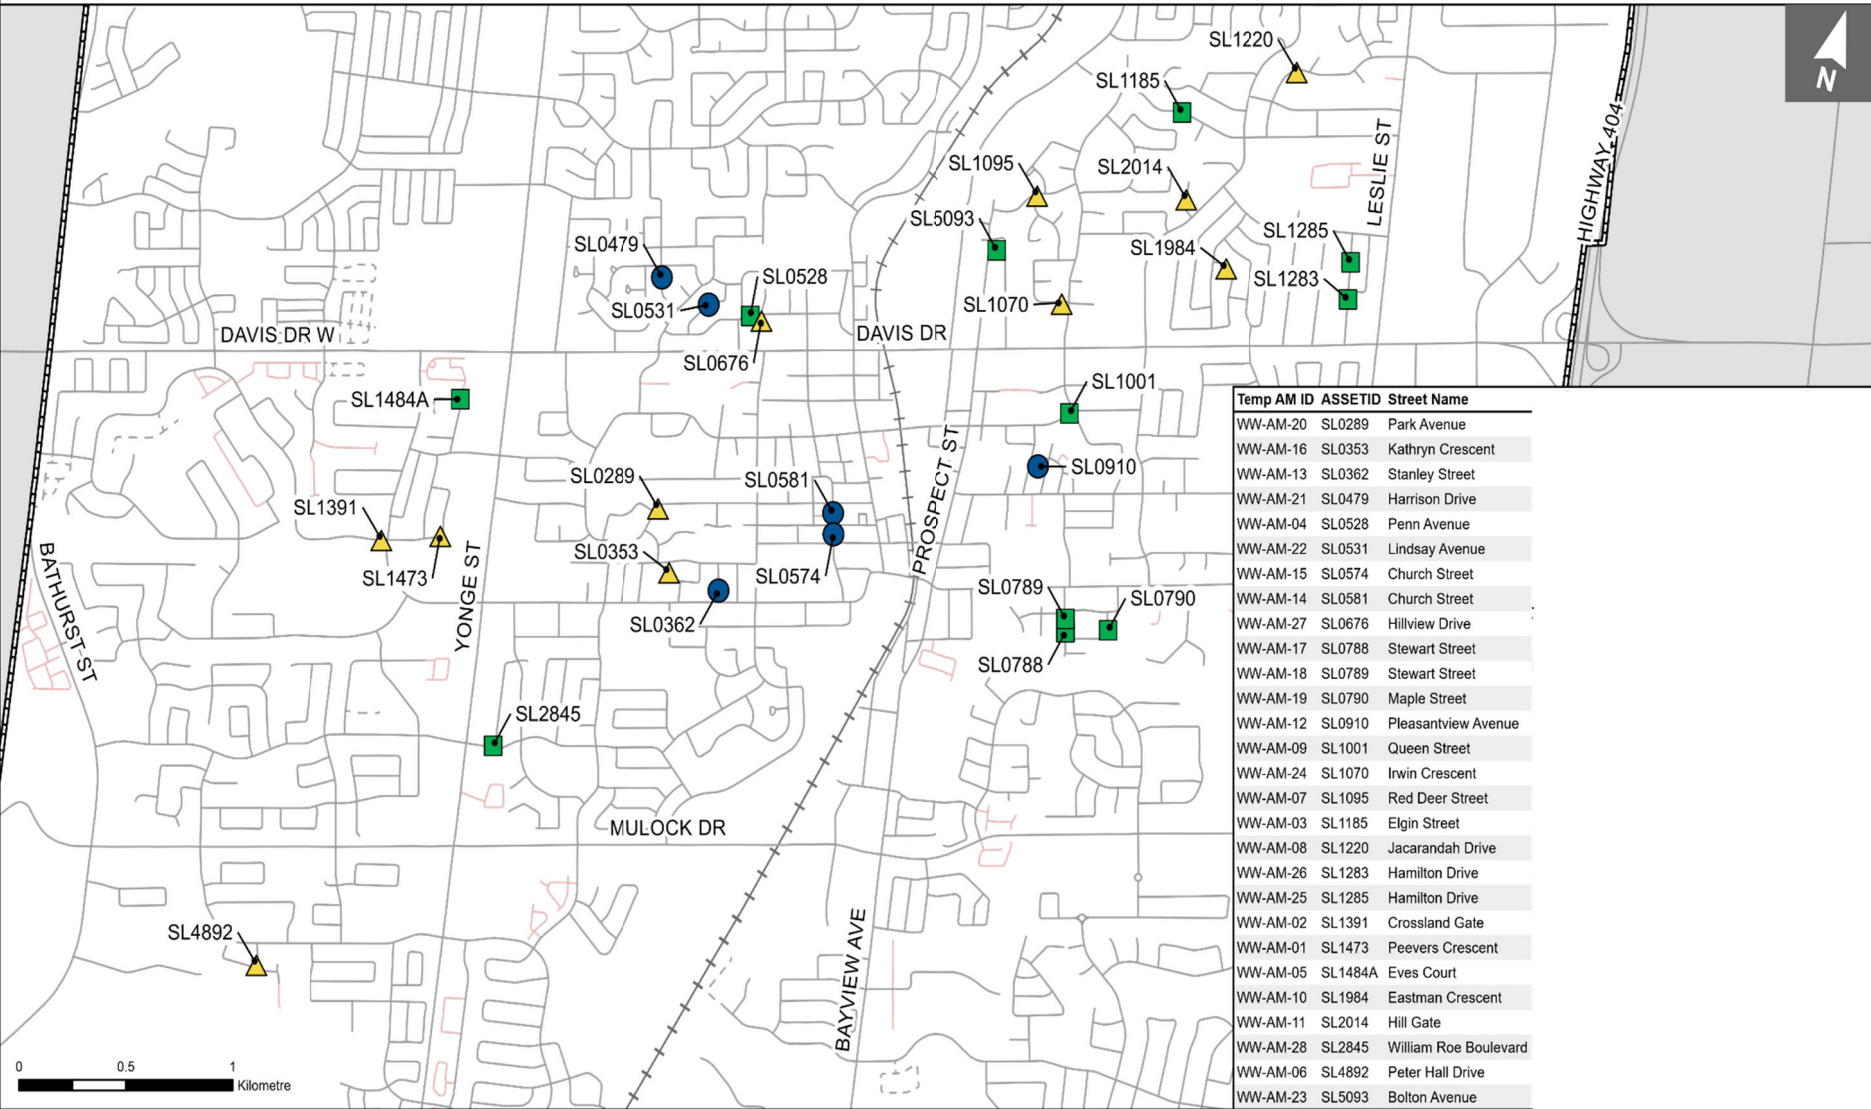 SL1220
N
SL1185
HIGHWAY 404
LESLIE ST
SL1095
SL2014
SL5093
SL1285
SL0479
SL1984
SL0528
SL1283
SL0531
SL1070
DAVIS DR W
DAVIS DR
SL0676
SL1001
SL1484A
PROSPECT ST
SL0910
SL0289
SL0581
SL1391
SL0353
SL0574
SL1473
YONGE ST
BATHURST ST
SL0789
SL0790
SL0362
SL0788
SL2845
MULOCK DR
SL4892
BAYVIEW AVE
0 0.5 1
Kilometre
Temp AM ID ASSETID Street Name
WW-AM-20 SL0289 Park Avenue
WW-AM-16 SL0353 Kathryn Crescent
WW-AM-13 SL0362 Stanley Street
WW-AM-21 SL0479 Harrison Drive
WW-AM-04 SL0528 Penn Avenue
WW-AM-22 SL0531 Lindsay Avenue
WW-AM-15 SL0574 Church Street
WW-AM-14 SL0581 Church Street
WW-AM-27 SL0676 Hillview Drive
WW-AM-17 SL0788 Stewart Street
WW-AM-18 SL0789 Stewart Street
WW-AM-19 SL0790 Maple Street
WW-AM-12 SL0910 Pleasantview Avenue
WW-AM-09 SL1001 Queen Street
WW-AM-24 SL1070 Irwin Crescent
WW-AM-07 SL1095 Red Deer Street
WW-AM-03 SL1185 Elgin Street
WW-AM-08 SL1220 Jacarandah Drive
WW-AM-26 SL1283 Hamilton Drive
WW-AM-25 SL1285 Hamilton Drive
WW-AM-02 SL1391 Crossland Gate
WW-AM-01 SL1473 Peevers Crescent
WW-AM-05 SL1484A Eves Court
WW-AM-10 SL1984 Eastman Crescent
WW-AM-11 SL2014 Hill Gate
WW-AM-28 SL2845 William Roe Boulevard
WW-AM-06 SL4892 Peter Hall Drive
WW-AM-23 SL5093 Bolton Avenue